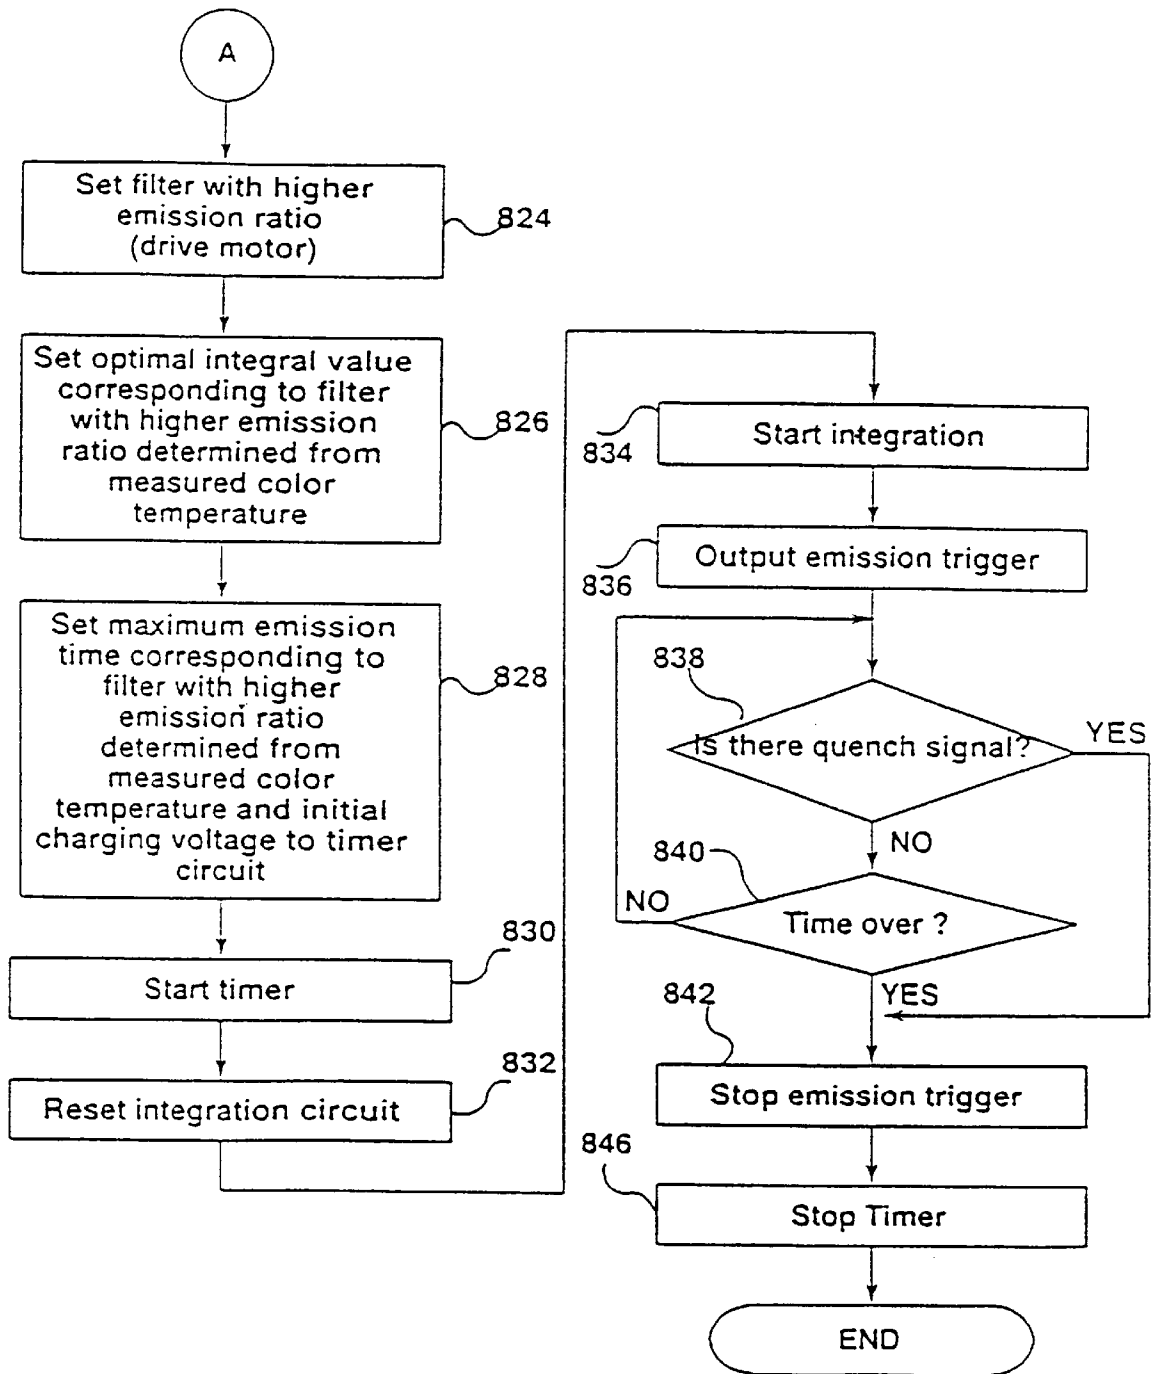 A
Set filter with higher
emission ratio
(drive motor)
824
Set optimal integral value
corresponding to filter
with higher emission
ratio determined from
measured color
temperature
826
Set maximum emission
time corresponding to
filter with higher
emission ratio
determined from
measured color
temperature and initial
charging voltage to timer
circuit
828
Start timer
830
Reset integration circuit
832
Start integration
834
Output emission trigger
836
838
Is there quench signal?
YES
NO
840
Time over ?
NO
YES
842
Stop emission trigger
846
Stop Timer
END